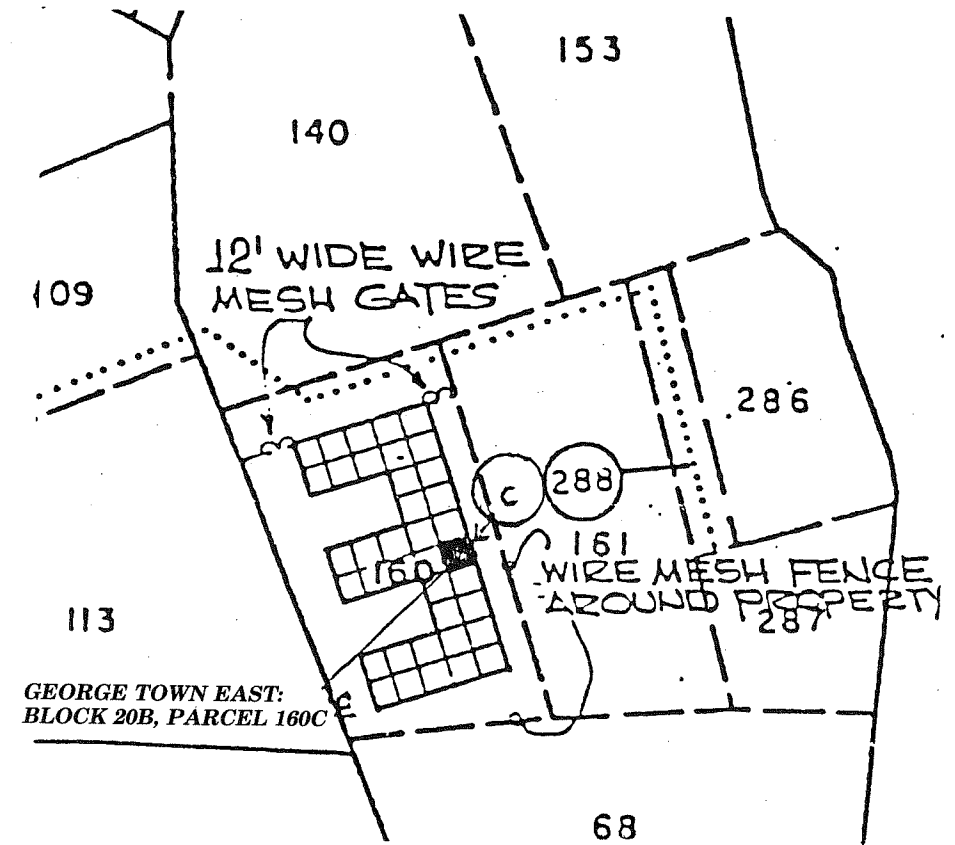 153
140
12' WIDE WIRE
MESH GATES
109
286
C
288
161
WIRE MESH FENCE
AROUND PROPERTY
160
287
113
GEORGE TOWN EAST:
BLOCK 20B, PARCEL 160C
68